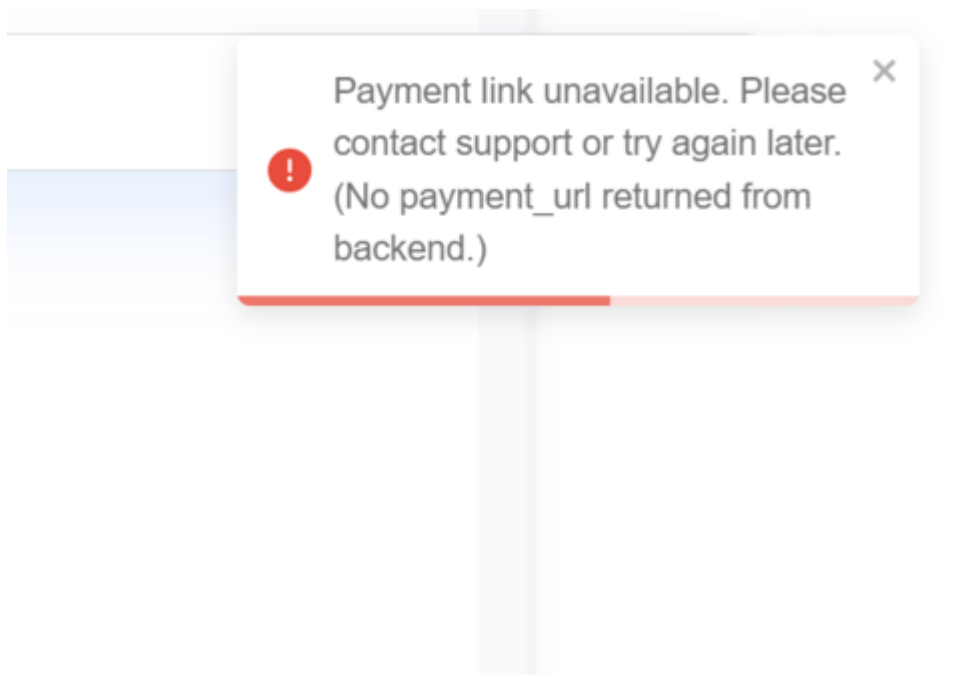 Payment link unavailable. Please
contact support or try again later.
(No payment_url returned from
backend.)